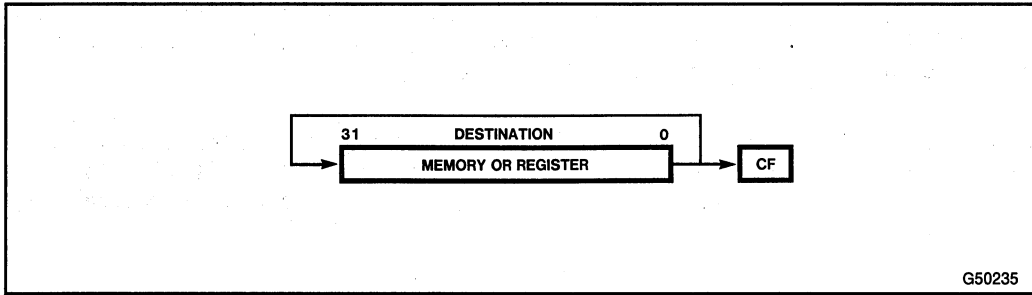 31 DESTINATION 0
MEMORY OR REGISTER
CF
G50235